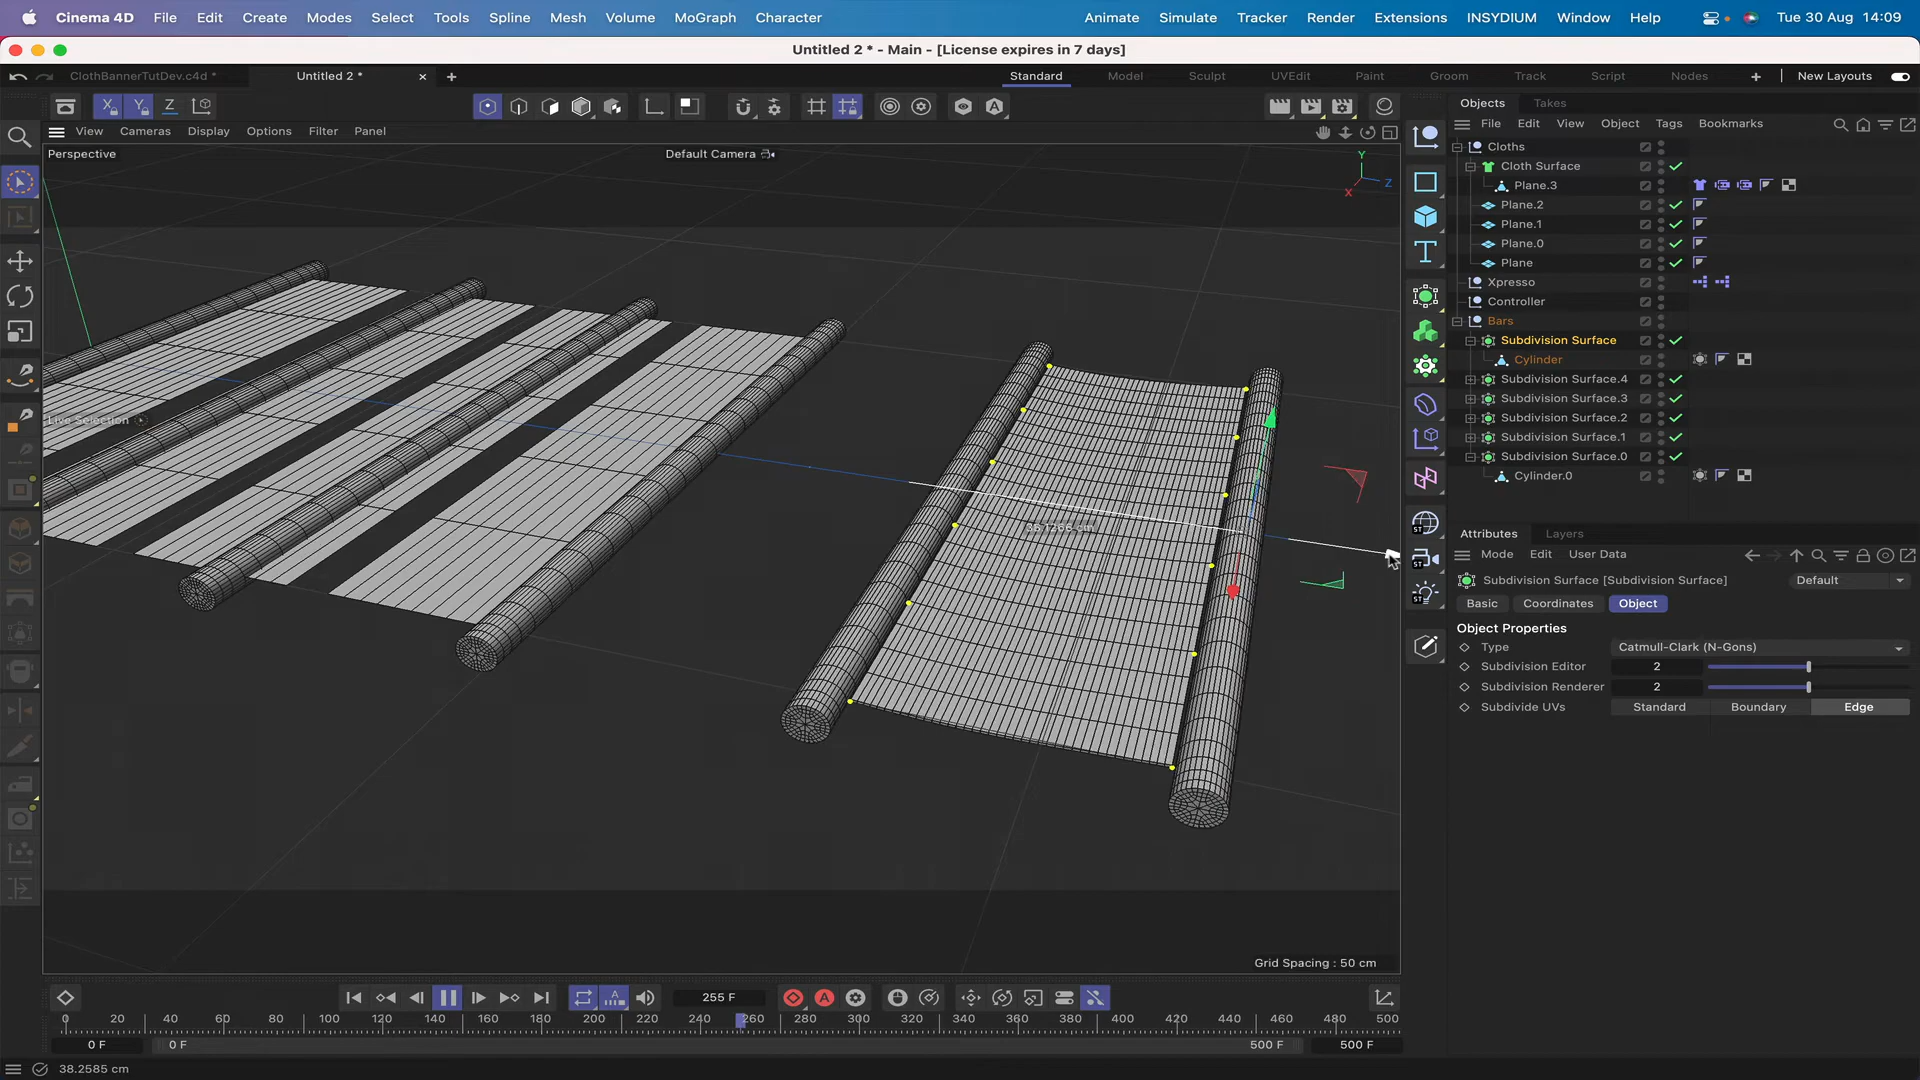 Cinema 4D File Edit Create Modes Select Tools Spline Mesh Volume MoGraph Character Animate Simulate Tracker Render Extensions INSYDIUM Window Help Tue 30 Aug 14:09
Untitled 2 * - Main - [License expires in 7 days]
ClothBannerTutDev.c4d * Untitled 2 * Standard Model Sculpt UVEdit Paint Groom Track Script Nodes New Layouts
X Y Z
Objects Takes
View Cameras Display Options Filter Panel
File Edit View Object Tags Bookmarks
Perspective
Default Camera
Y
Z
X
Cloths
Cloth Surface
Plane.3
Plane.2
Plane.1
Plane.0
Plane
Xpresso
Controller
Bars
Subdivision Surface
Cylinder
Subdivision Surface.4
Subdivision Surface.3
Subdivision Surface.2
Subdivision Surface.1
Subdivision Surface.0
Cylinder.0
Live Selection
Attributes Layers
Mode Edit User Data
Subdivision Surface [Subdivision Surface] Default
Basic Coordinates Object
Object Properties
Type Catmull-Clark (N-Gons)
Subdivision Editor 2
Subdivision Renderer 2
Subdivide UVs Standard Boundary Edge
ST
ST
ST
Grid Spacing : 50 cm
255 F
0 20 40 60 80 100 120 140 160 180 200 220 240 260 280 300 320 340 360 380 400 420 440 460 480 500
0 F 0 F 500 F 500 F
38.2585 cm